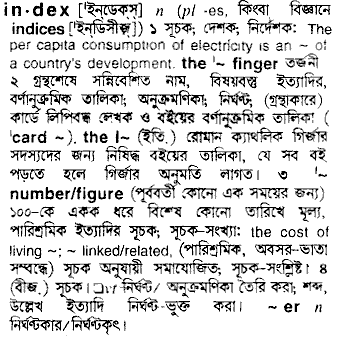 in·dex ['ইনডেক্স] n (pl -es, কিংবা বিজ্ঞানে
indices ['ইন্ডিসীজ়]) ১ সূচক; দেশক; নির্দেশক: The
per capita consumption of electricity is an ~ of
a country's development. the '~ finger তর্জনী
২ গ্রন্থশেষে সন্নিবেশিত নাম, বিষয়বস্তু ইত্যাদির,
বর্ণানুক্রমিক তালিকা; অনুক্রমণিকা; নির্ঘণ্ট; (গ্রন্থাকারে)
কার্ডে লিপিবদ্ধ লেখক ও বইয়ের বর্ণানুক্রমিক তালিকা (
'card ~). the I~ (ইতি.) রোমান ক্যাথলিক গির্জার
সদস্যদের জন্য নিষিদ্ধ বইয়ের তালিকা, যে সব বই
পড়তে হলে গির্জার অনুমতি লাগত। ৩ '~
number/figure (পূর্ববর্তী কোনো এক সময়ের জন্য)
১০০-কে একক ধরে বিশেষ কোনো তারিখে মূল্য,
পারিশ্রমিক ইত্যাদির সূচক; সূচক-সংখ্যা: the cost of
living ~; ~ linked/related, (পারিশ্রমিক, অবসর-ভাতা
সম্বন্ধে) সূচক অনুযায়ী সমাযোজিত; সূচক-সংশ্লিষ্ট। ৪
(বীজ.) সূচক। □vt নির্ঘণ্ট/ অনুক্রমণিকা তৈরি করা; শব্দ,
উল্লেখ ইত্যাদি নির্ঘণ্ট-ভুক্ত করা। ~ er n
নির্ঘণ্টকার/নির্ঘণ্টকৃৎ।